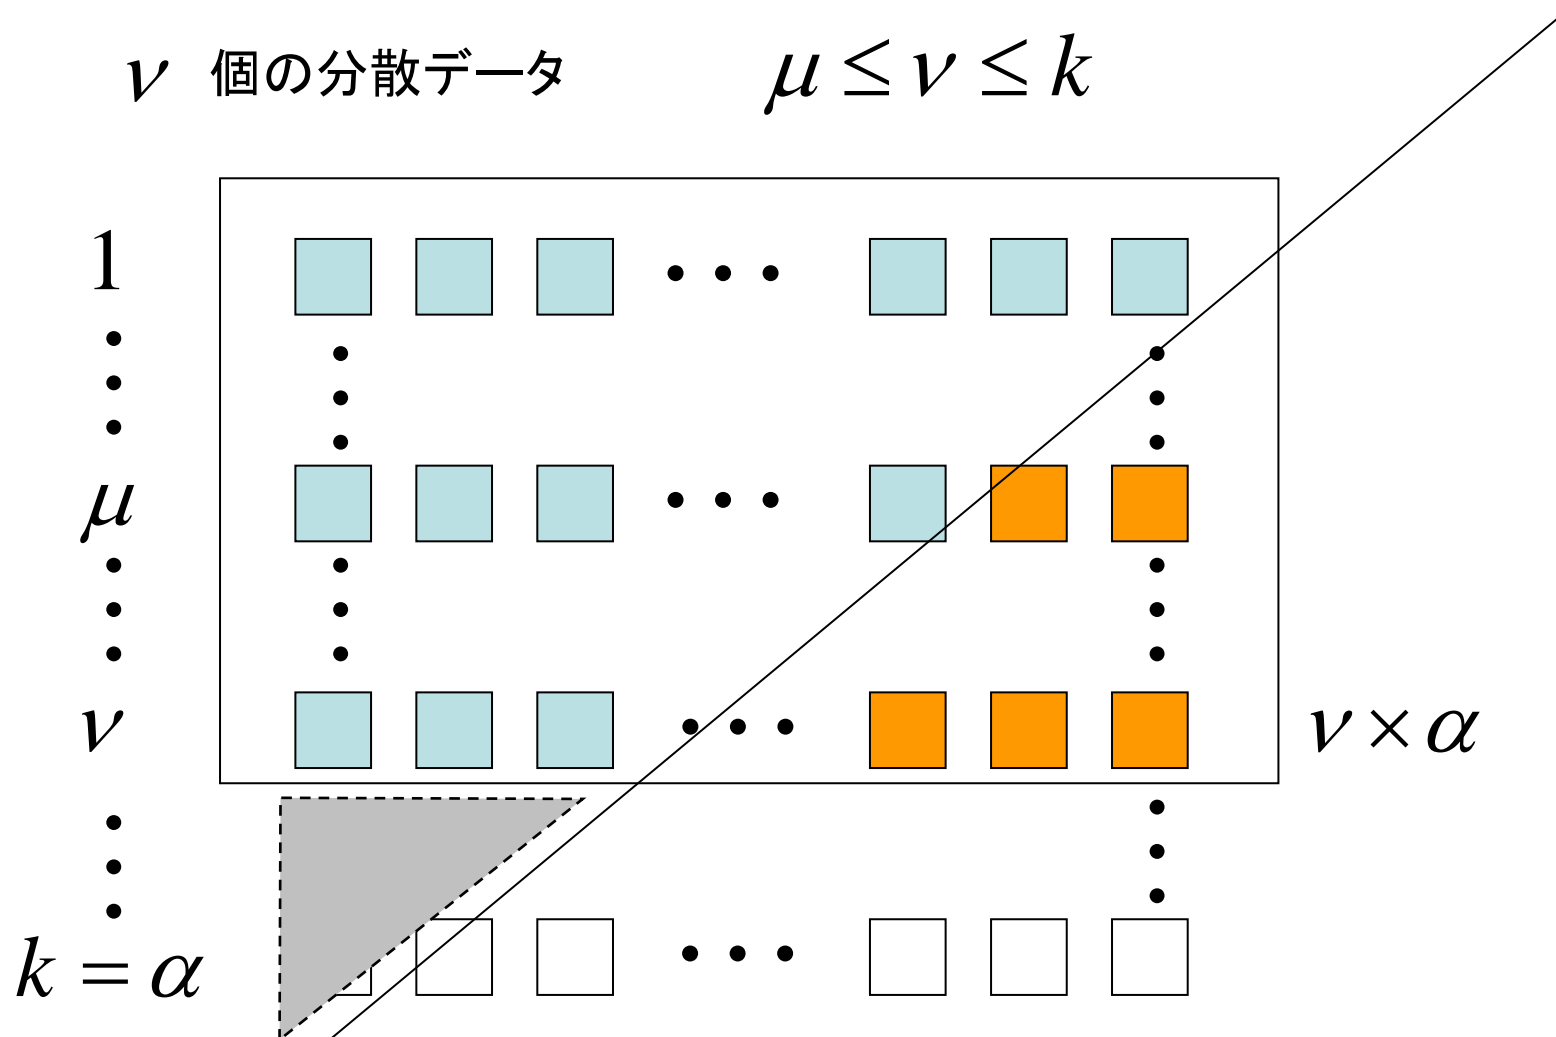 ν 個の分散データ
μ ≤ ν ≤ k
1
μ
ν
ν×α
k = α